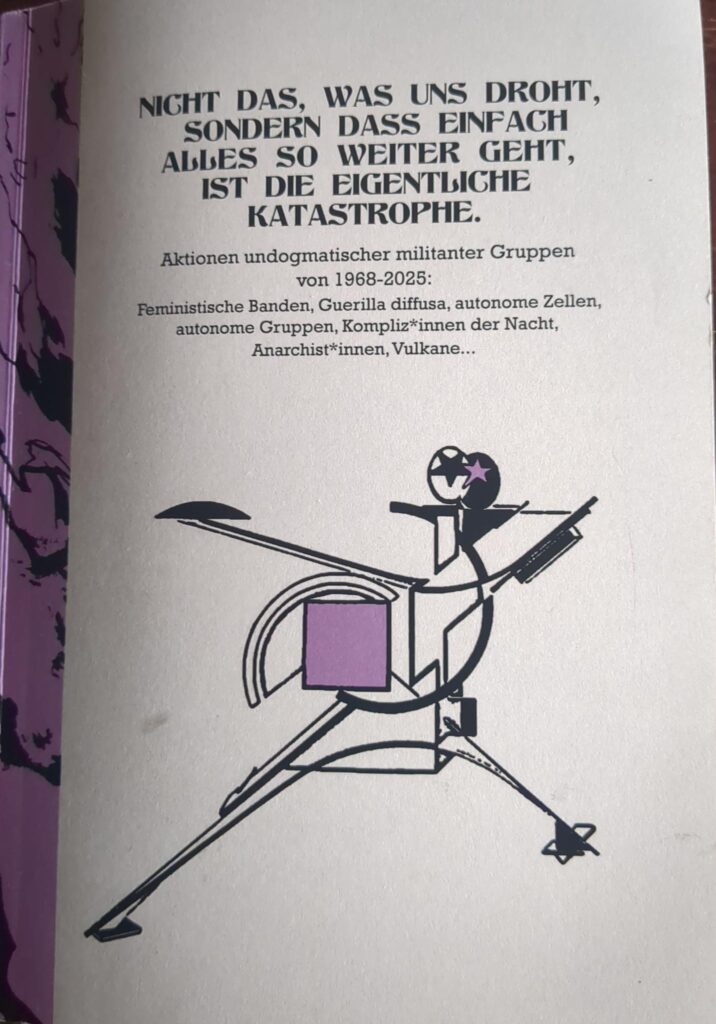 NICHT DAS, WAS UNS DROHT,
SONDERN DASS EINFACH
ALLES SO WEITER GEHT,
IST DIE EIGENTLICHE
KATASTROPHE.
Aktionen undogmatischer militanter Gruppen
von 1968-2025:
Feministische Banden, Guerilla diffusa, autonome Zellen,
autonome Gruppen, Kompliz*innen der Nacht,
Anarchist*innen, Vulkane...